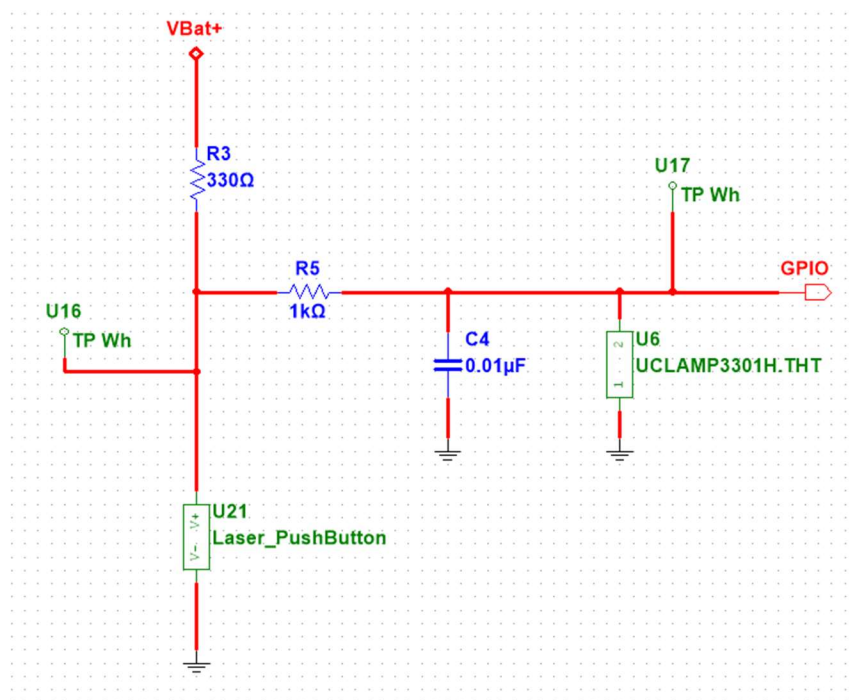 VBat+
R3
330Ω
U17
TP Wh
R5
1kΩ
GPIO
U16
TP Wh
C4
0.01µF
2
1
U6
UCLAMP3301H.THT
V+
V-
U21
Laser_PushButton